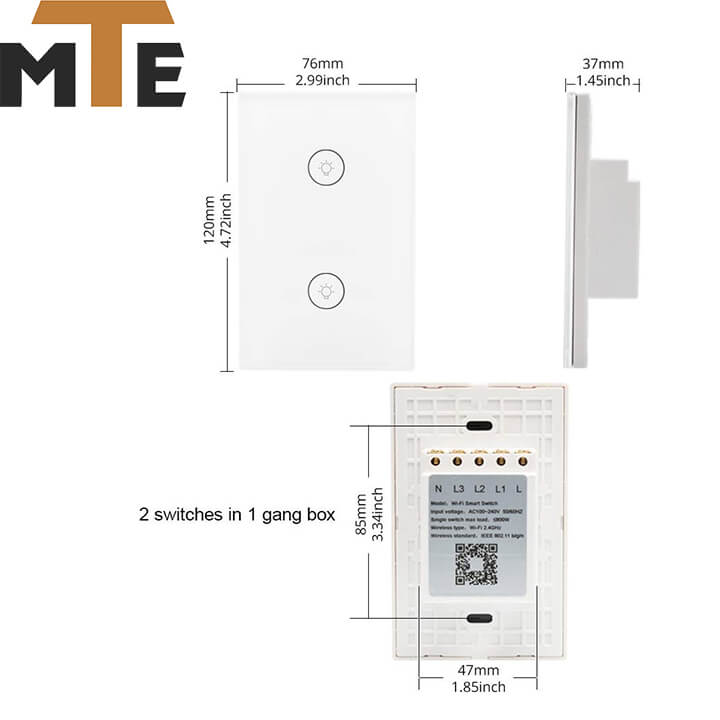 MTE
76mm
2.99inch
37mm
1.45inch
120mm
4.72inch
2 switches in 1 gang box
85mm
3.34inch
N L3 L2 L1 L
Model: Wi-Fi Smart Switch
Input voltage: AC100~240V 50/60HZ
Single switch max load: ≤800W
Wireless type: Wi-Fi 2.4GHz
Wireless standard: IEEE 802.11 b/g/n
47mm
1.85inch